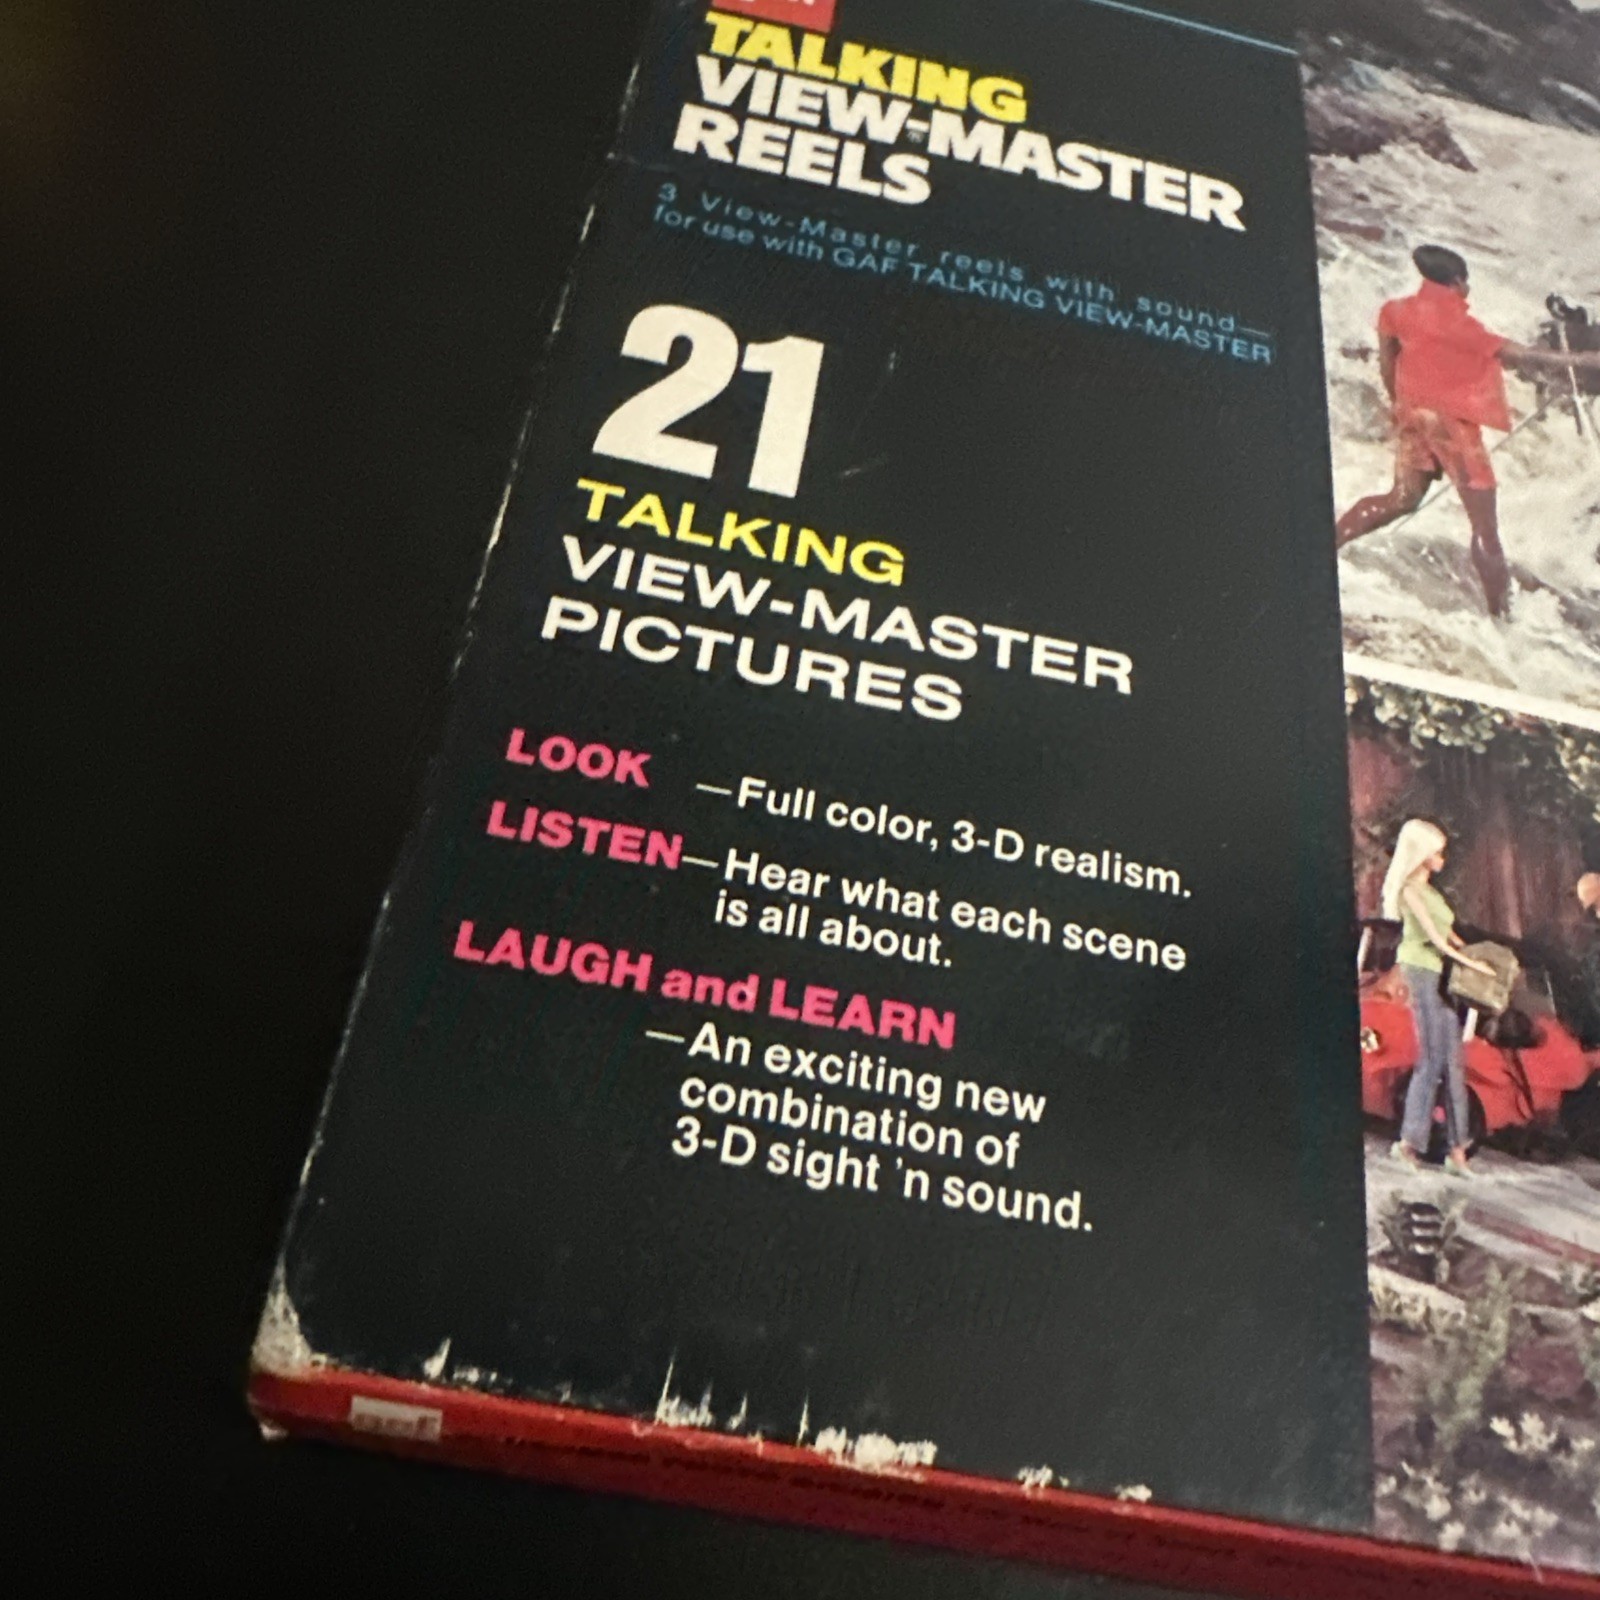 TALKING
VIEW-MASTER
REELS
3 View-Master reels with sound—
for use with GAF TALKING VIEW-MASTER
21
TALKING
VIEW-MASTER
PICTURES
LOOK —Full color, 3-D realism.
LISTEN—Hear what each scene
is all about.
LAUGH and LEARN
—An exciting new
combination of
3-D sight 'n sound.
gaf